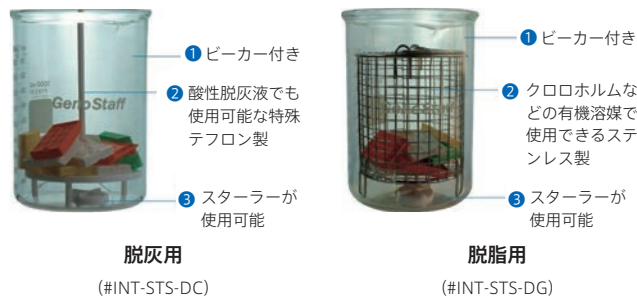 ❶ ビーカー付き
❷ 酸性脱灰液でも
使用可能な特殊
テフロン製
GenoStaff
❸ スターラーが
使用可能
脱灰用
(#INT-STS-DC)
❶ ビーカー付き
❷ クロロホルムな
どの有機溶媒で
使用できるステ
ンレス製
❸ スターラーが
使用可能
脱脂用
(#INT-STS-DG)